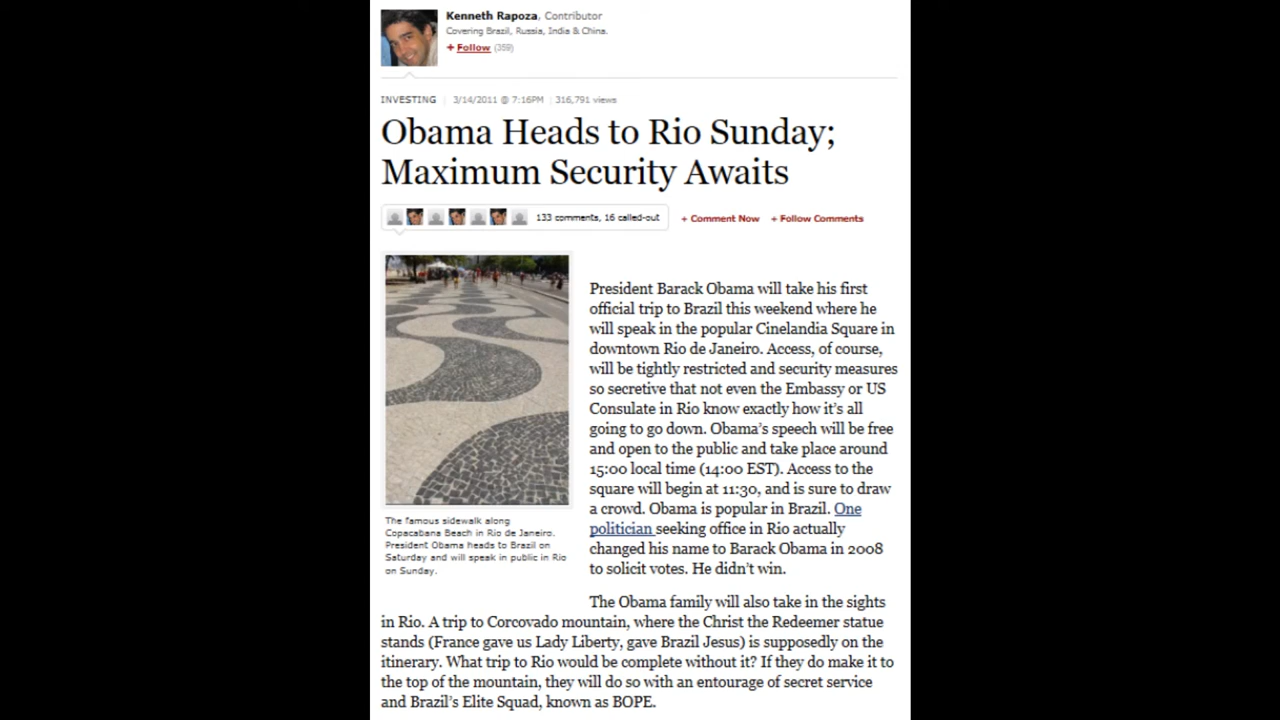 Kenneth Rapoza, Contributor
Covering Brazil, Russia, India & China.
+ Follow (359)
INVESTING | 3/14/2011 @ 7:16PM | 316,791 views
Obama Heads to Rio Sunday;
Maximum Security Awaits
133 comments, 16 called-out + Comment Now + Follow Comments
The famous sidewalk along
Copacabana Beach in Rio de Janeiro.
President Obama heads to Brazil on
Saturday and will speak in public in Rio
on Sunday.
President Barack Obama will take his first
official trip to Brazil this weekend where he
will speak in the popular Cinelandia Square in
downtown Rio de Janeiro. Access, of course,
will be tightly restricted and security measures
so secretive that not even the Embassy or US
Consulate in Rio know exactly how it's all
going to go down. Obama's speech will be free
and open to the public and take place around
15:00 local time (14:00 EST). Access to the
square will begin at 11:30, and is sure to draw
a crowd. Obama is popular in Brazil. One
politician seeking office in Rio actually
changed his name to Barack Obama in 2008
to solicit votes. He didn't win.
The Obama family will also take in the sights
in Rio. A trip to Corcovado mountain, where the Christ the Redeemer statue
stands (France gave us Lady Liberty, gave Brazil Jesus) is supposedly on the
itinerary. What trip to Rio would be complete without it? If they do make it to
the top of the mountain, they will do so with an entourage of secret service
and Brazil's Elite Squad, known as BOPE.